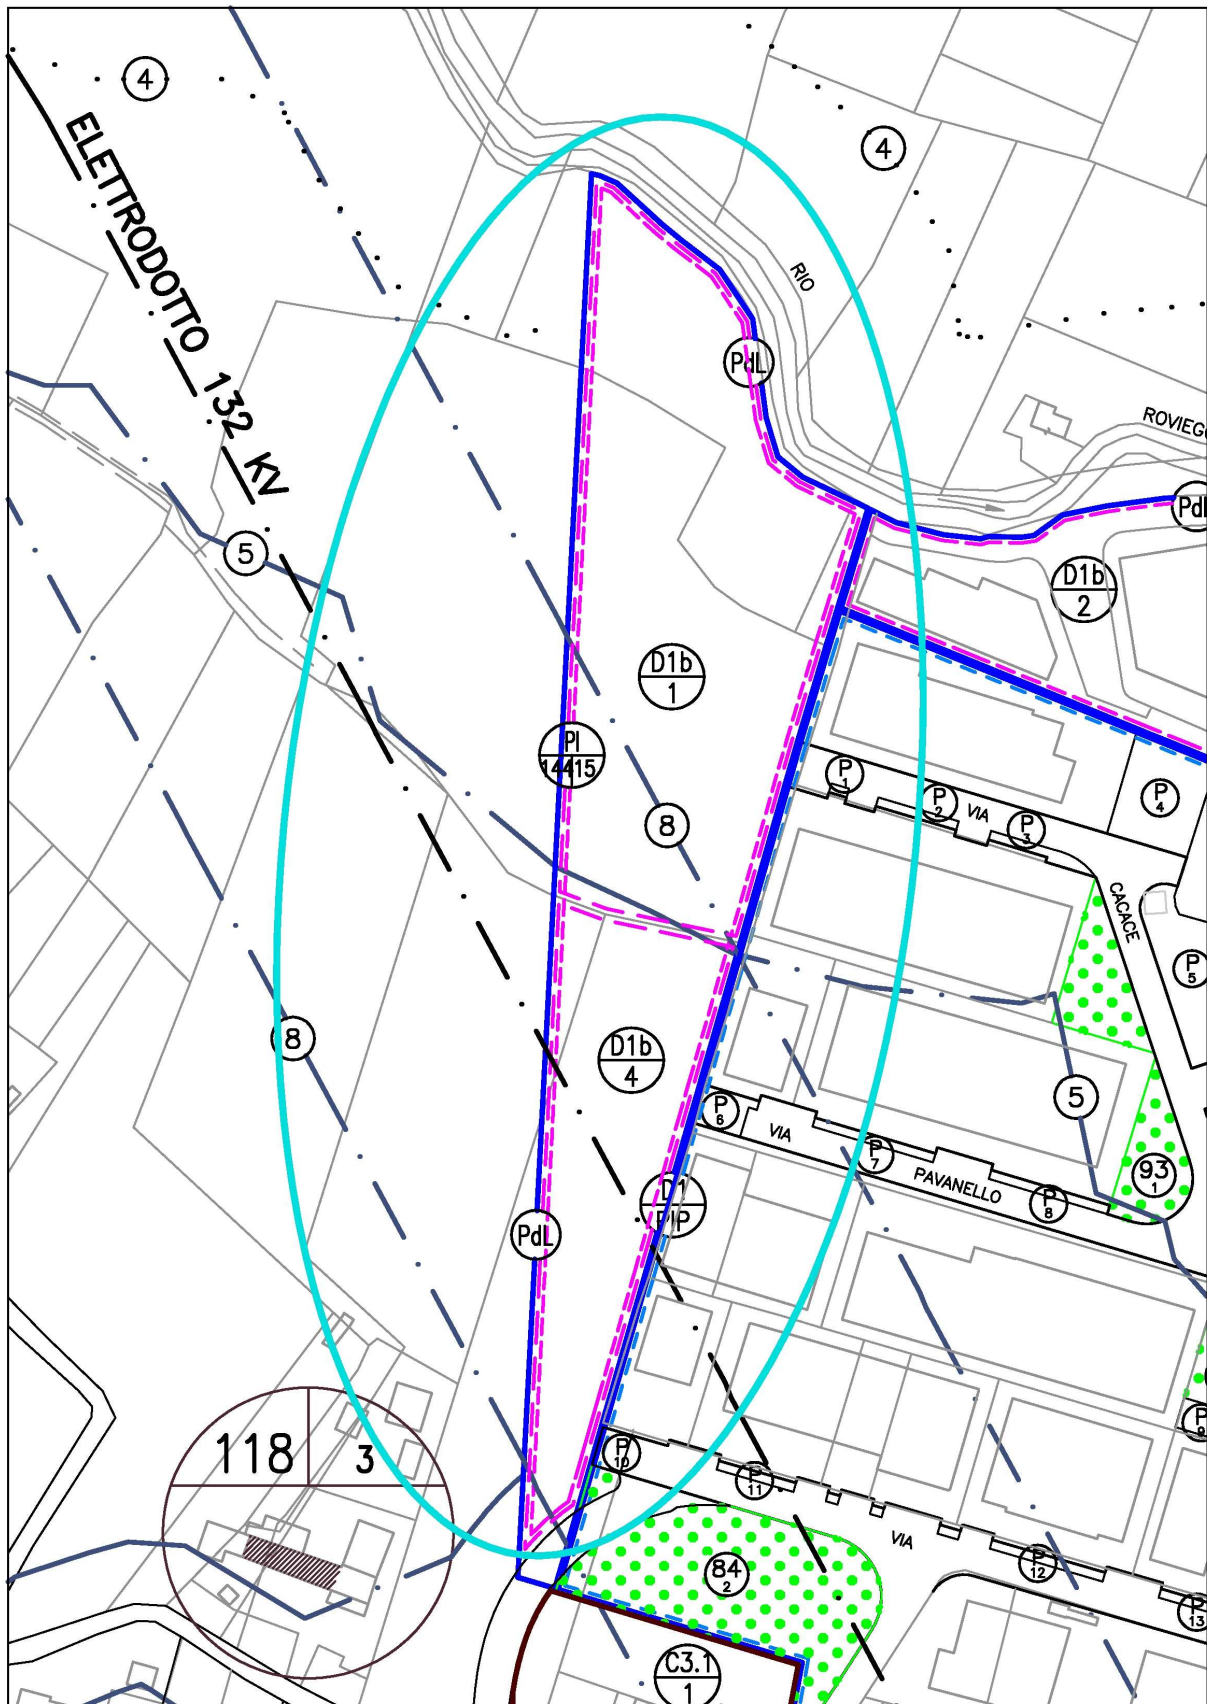 4
4
ELETTRODOTTO 132 KV
RIO
PdL
ROVIEGO
PdL
5
D1b
2
D1b
1
PI
14415
P
1
P
2
VIA
P
3
P
4
8
CACACE
P
5
8
D1b
4
5
P
6
VIA
P
7
PAVANELLO
P
8
93
1
D1
PIP
PdL
118 3
P
9
P
10
P
11
VIA
84
2
P
12
P
13
C3.1
1